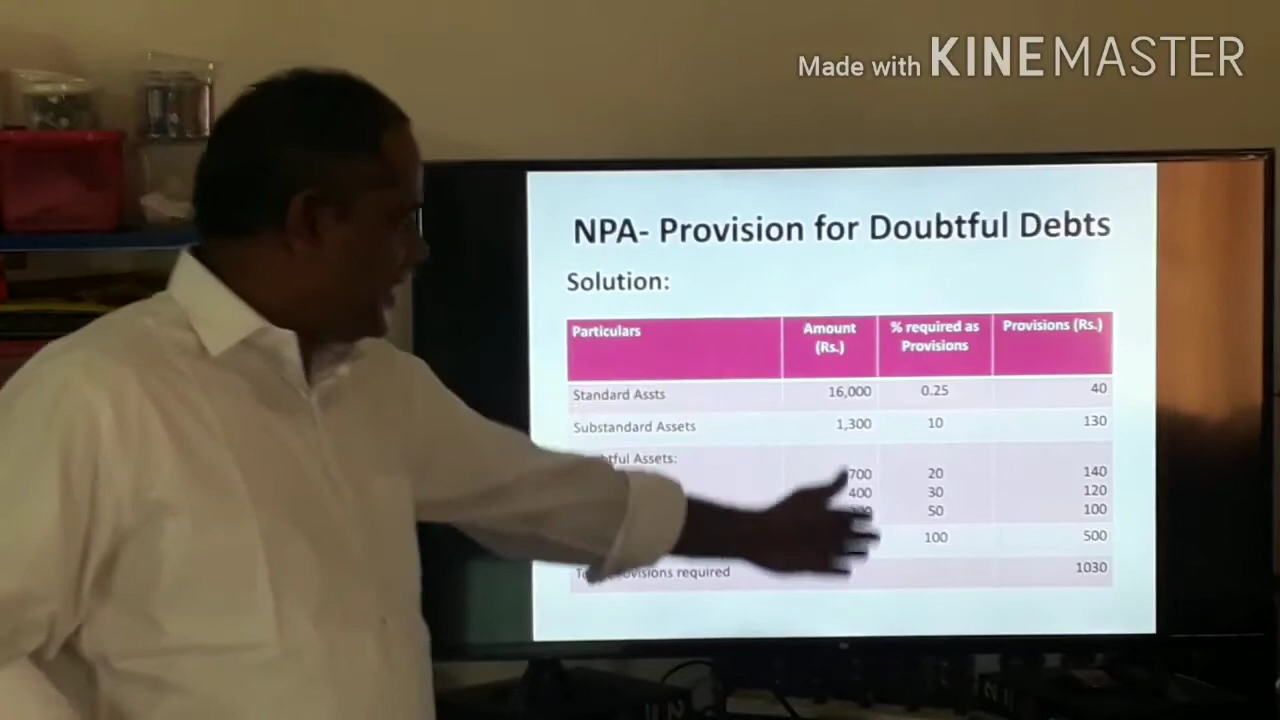 Made with KINEMASTER
NPA- Provision for Doubtful Debts
Solution:
Particulars Amount (Rs.) % required as Provisions Provisions (Rs.)
Standard Assts 16,000 0.25 40
Substandard Assets 1,300 10 130
Assets:
700 20 140
400 30 120
50 100
100 500
required 1030